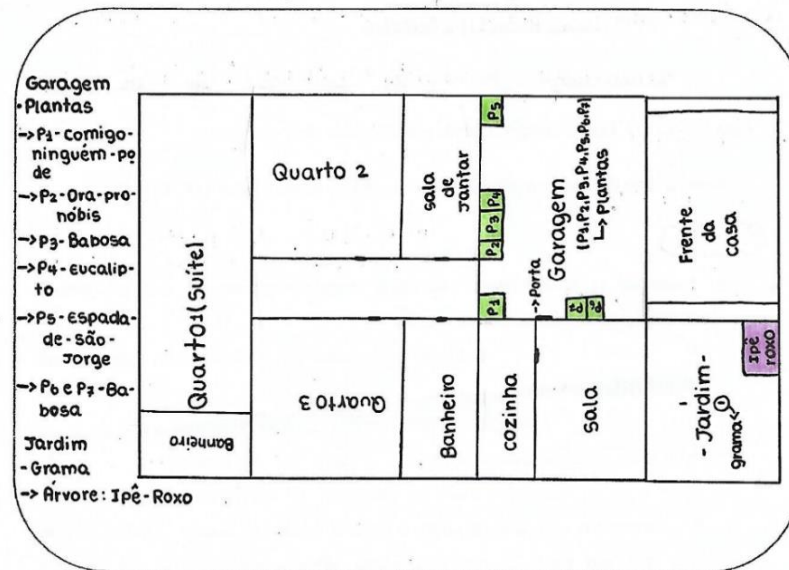 Garagem
• Plantas
→ P1 - Comigo-
ninguém-po
de
→ P2 - Ora-pro-
nóbis
→ P3 - Babosa
→ P4 - Eucalip-
to
→ P5 - Espada-
de-são-
Jorge
→ P6 e P7 - Ba-
bosa
Jardim
- Grama
→ Árvore: Ipê-Roxo
Quarto 1 (Suíte)
Banheiro
Quarto 2
Quarto 3
sala
de
Jantar
Banheiro
P5
P4
P3
P2
P1
cozinha
→ Porta
Garagem
(P1, P2, P3, P4, P5, P6, P7)
↳ Plantas
P7
P6
sala
Frente
da
casa
Ipê
roxo
- Jardim -
grama